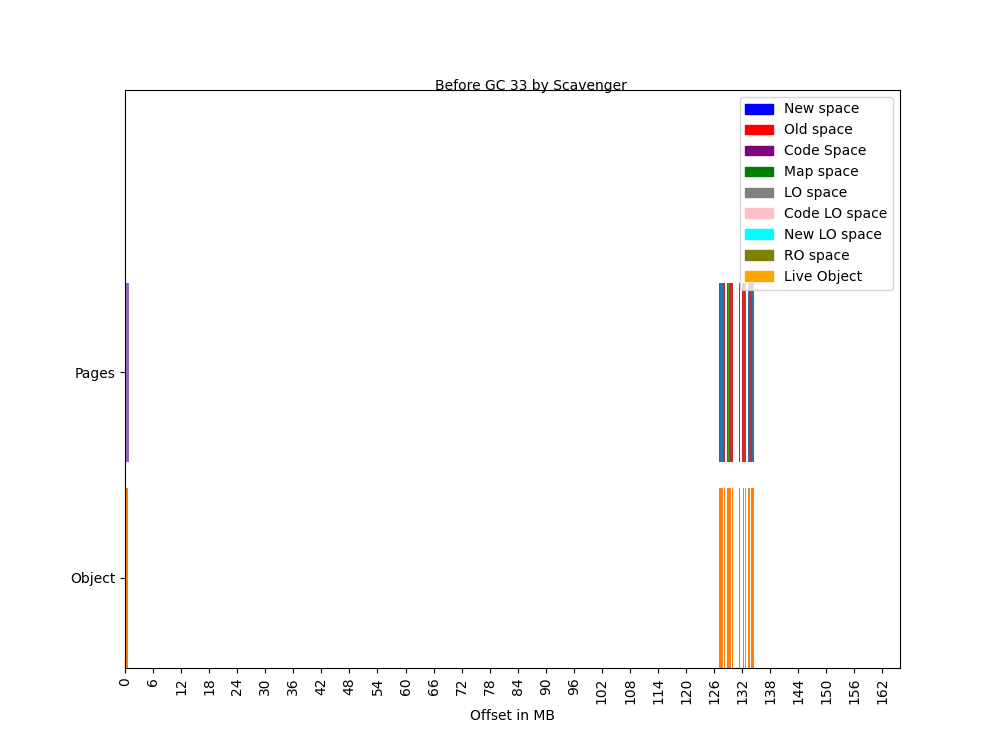 Before GC 33 by Scavenger
New space
Old space
Code Space
Map space
LO space
Code LO space
New LO space
RO space
Live Object
Pages
Object
0 6 12 18 24 30 36 42 48 54 60 66 72 78 84 90 96 102 108 114 120 126 132 138 144 150 156 162
Offset in MB